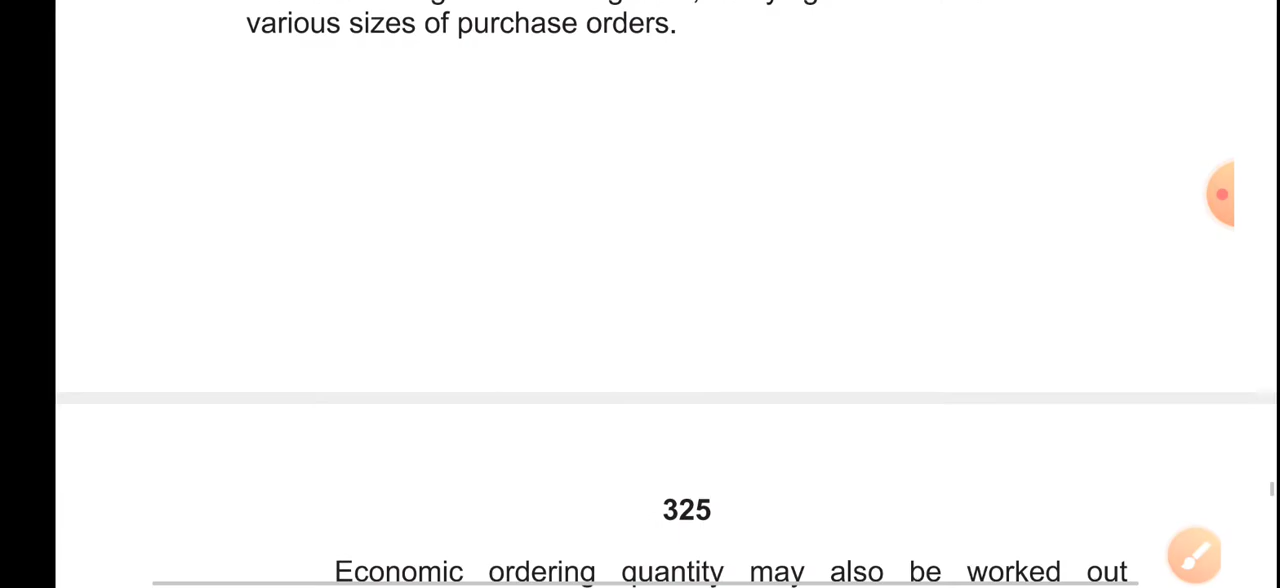 various sizes of purchase orders.
325
Economic ordering quantity may also be worked out